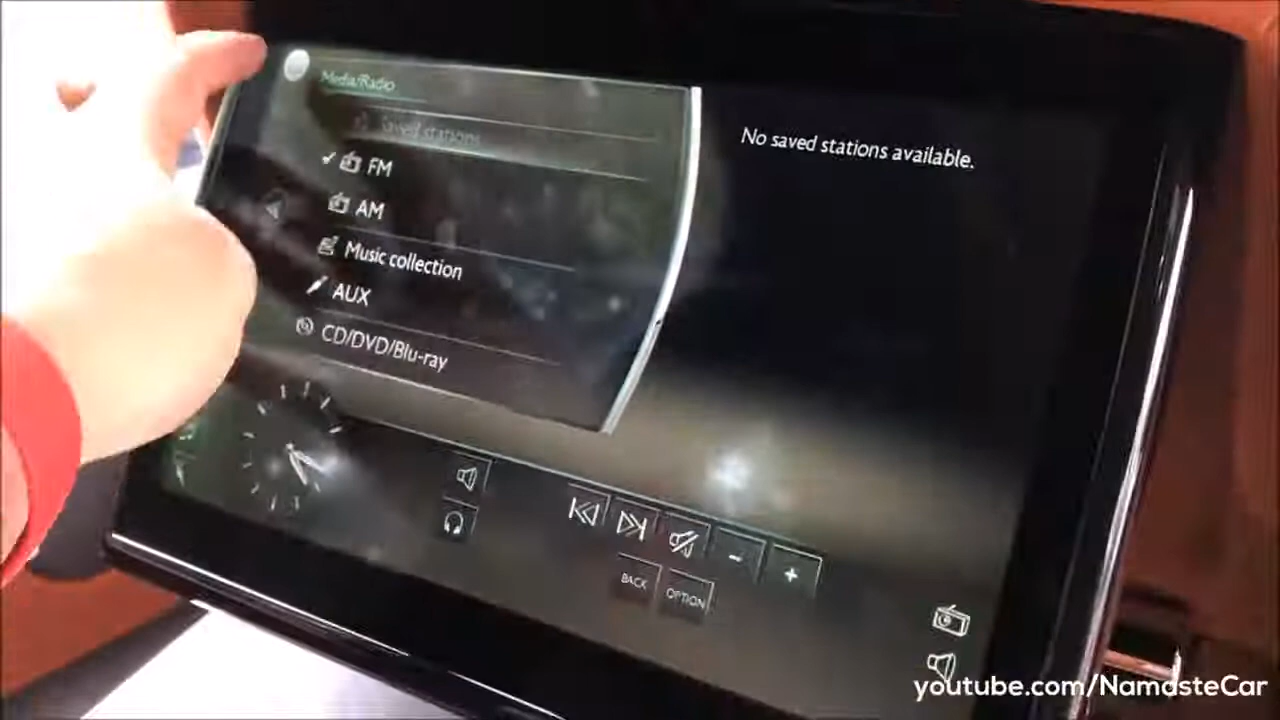 Media/Radio
Saved stations
FM
AM
Music collection
AUX
CD/DVD/Blu-ray
No saved stations available.
-
+
BACK
OPTION
youtube.com/NamasteCar